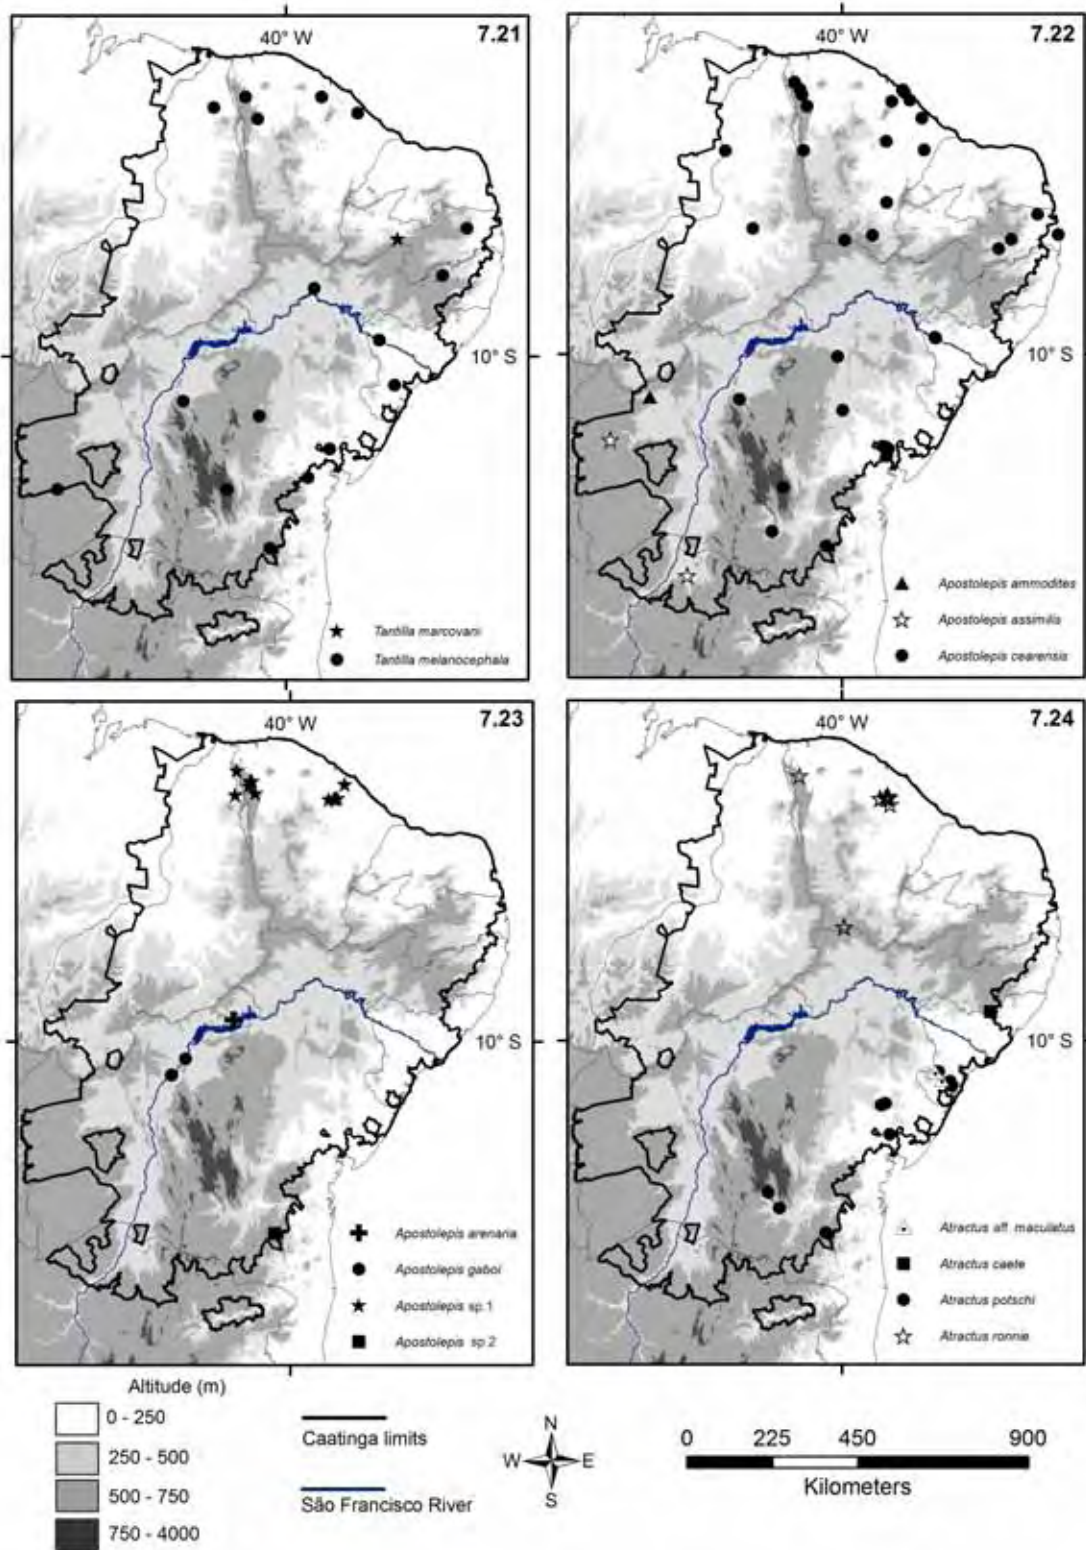 40° W
7.21
10° S
Tantilla marcovani
Tantilla melanocephala
40° W
7.22
10° S
Apostolepis ammodites
Apostolepis assimilis
Apostolepis cearensis
40° W
7.23
10° S
Apostolepis arenaria
Apostolepis gaboi
Apostolepis sp.1
Apostolepis sp.2
40° W
7.24
10° S
Atractus aff. maculatus
Atractus caete
Atractus potschi
Atractus ronnie
Altitude (m)
0 - 250
250 - 500
500 - 750
750 - 4000
Caatinga limits
São Francisco River
N
W
E
S
0
225
450
900
Kilometers